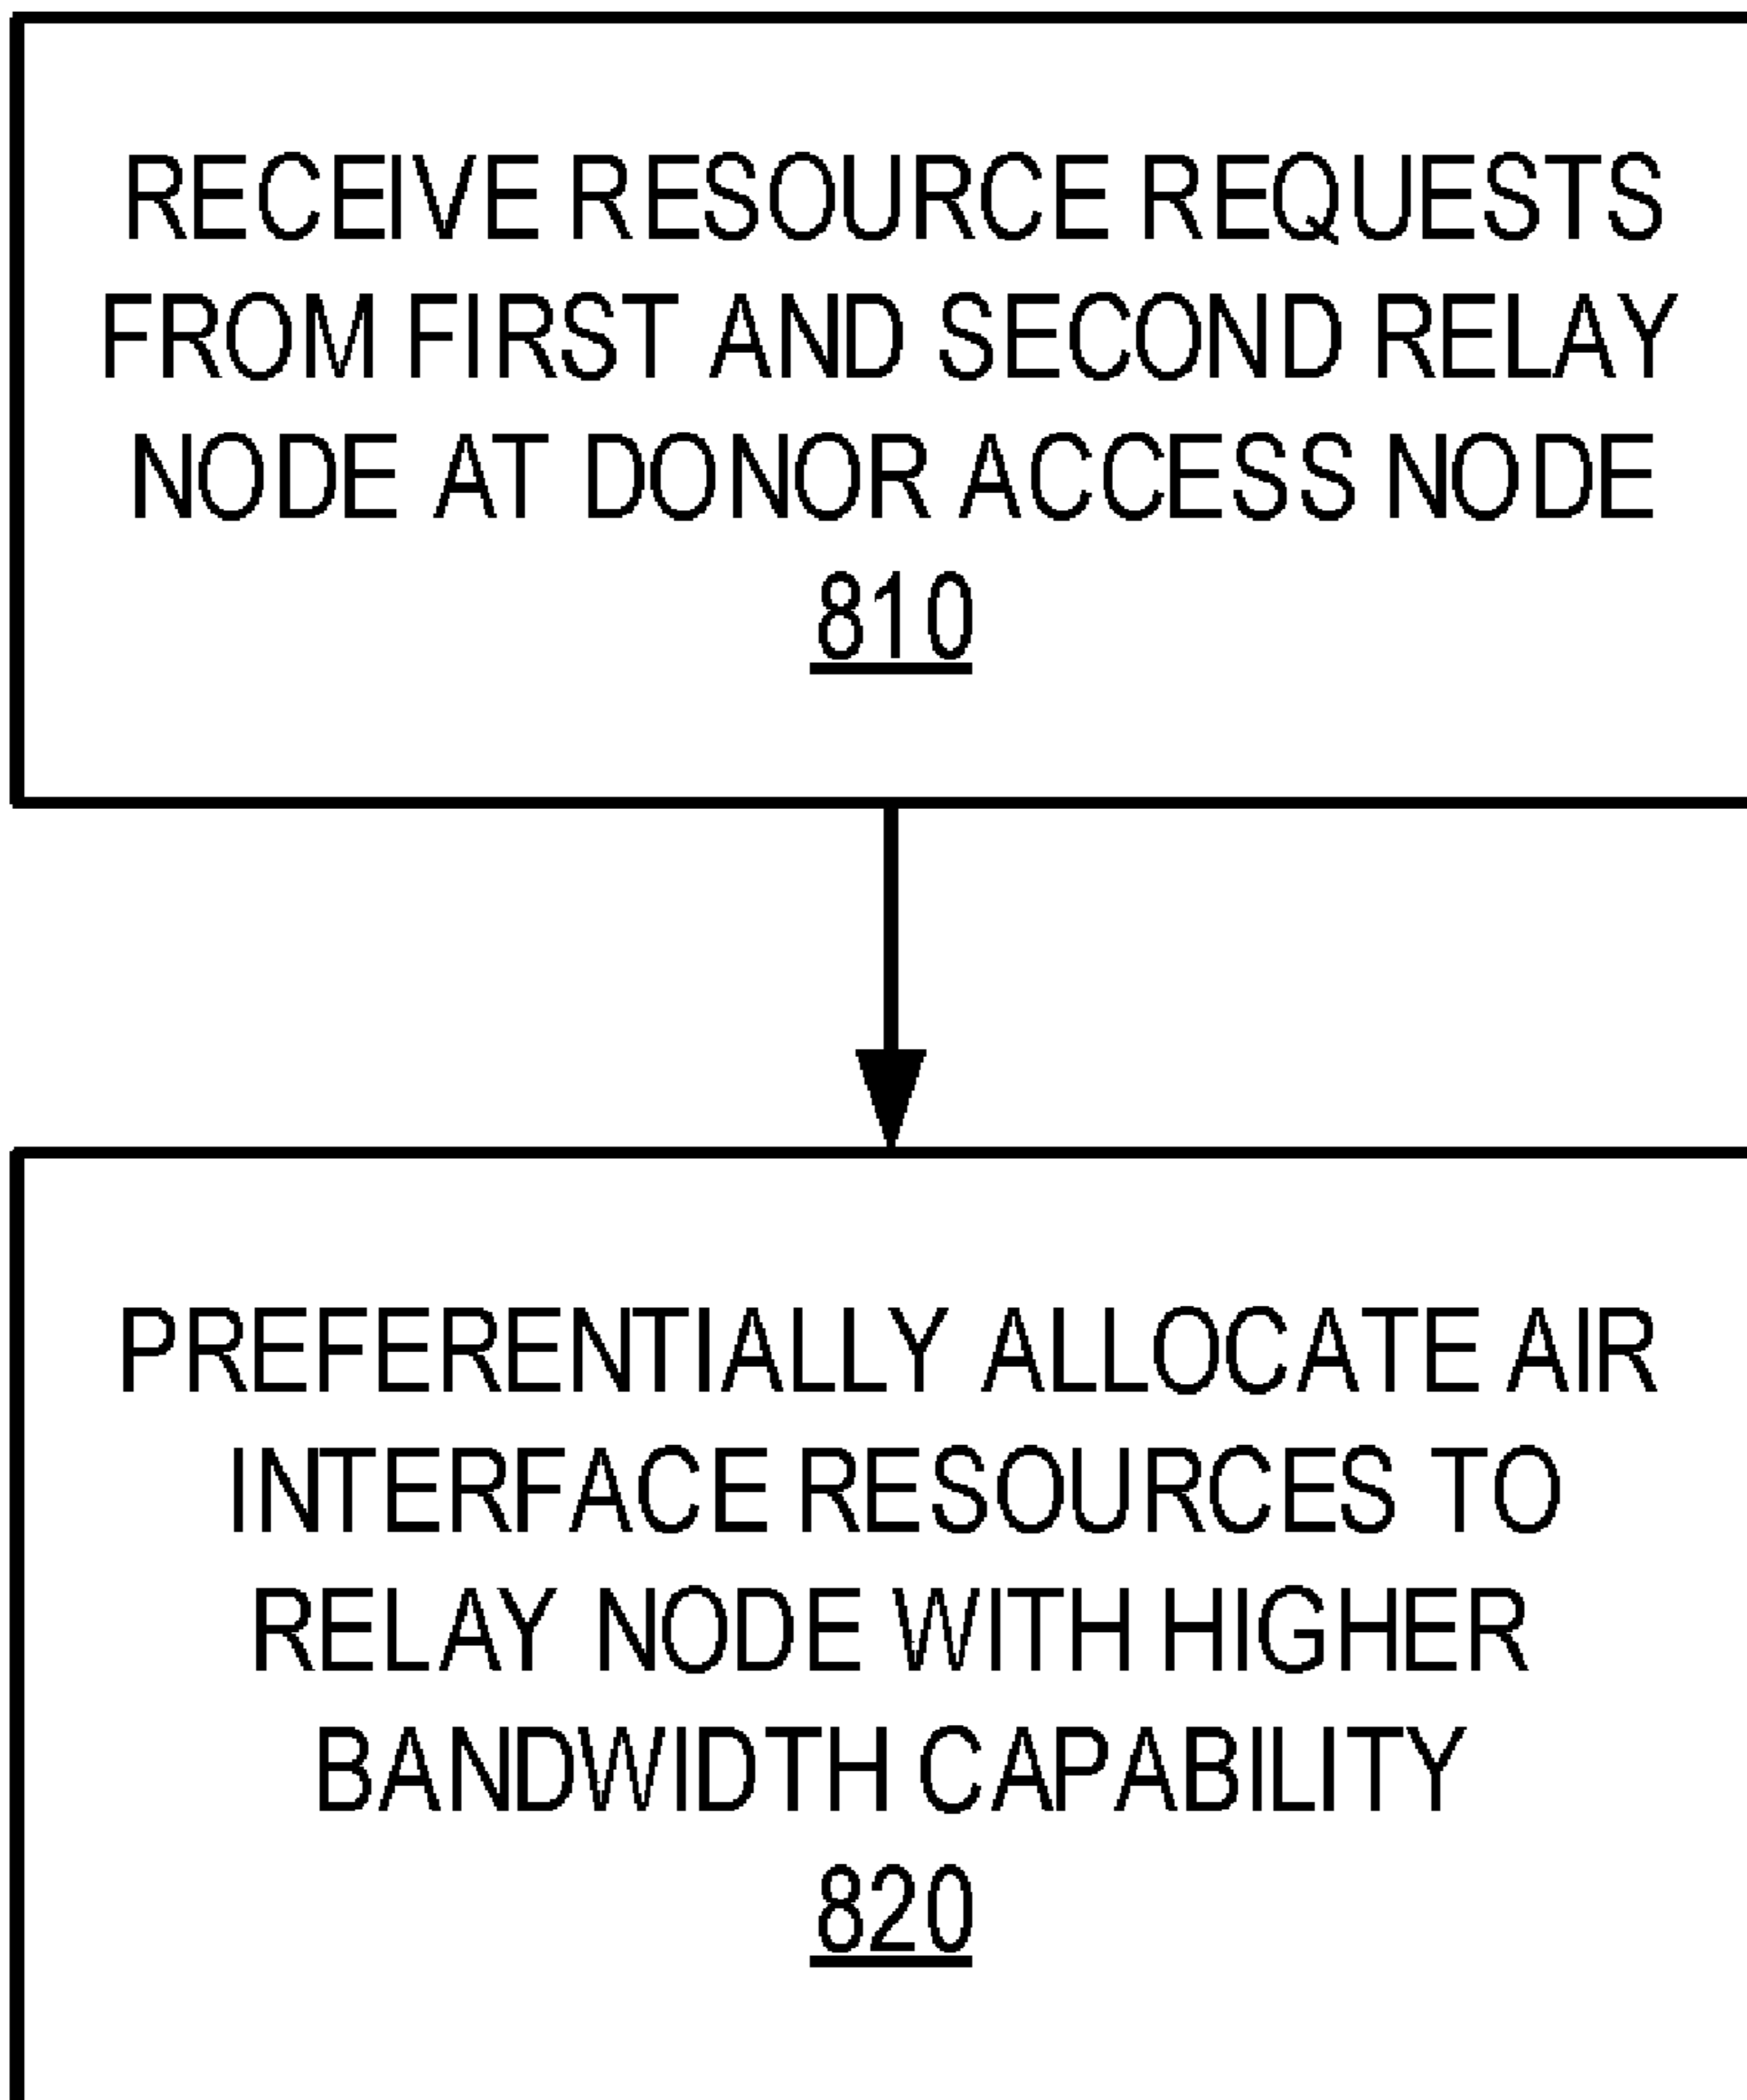 RECEIVE RESOURCE REQUESTS
FROM FIRST AND SECOND RELAY
NODE AT DONOR ACCESS NODE
810
PREFERENTIALLY ALLOCATE AIR
INTERFACE RESOURCES TO
RELAY NODE WITH HIGHER
BANDWIDTH CAPABILITY
820